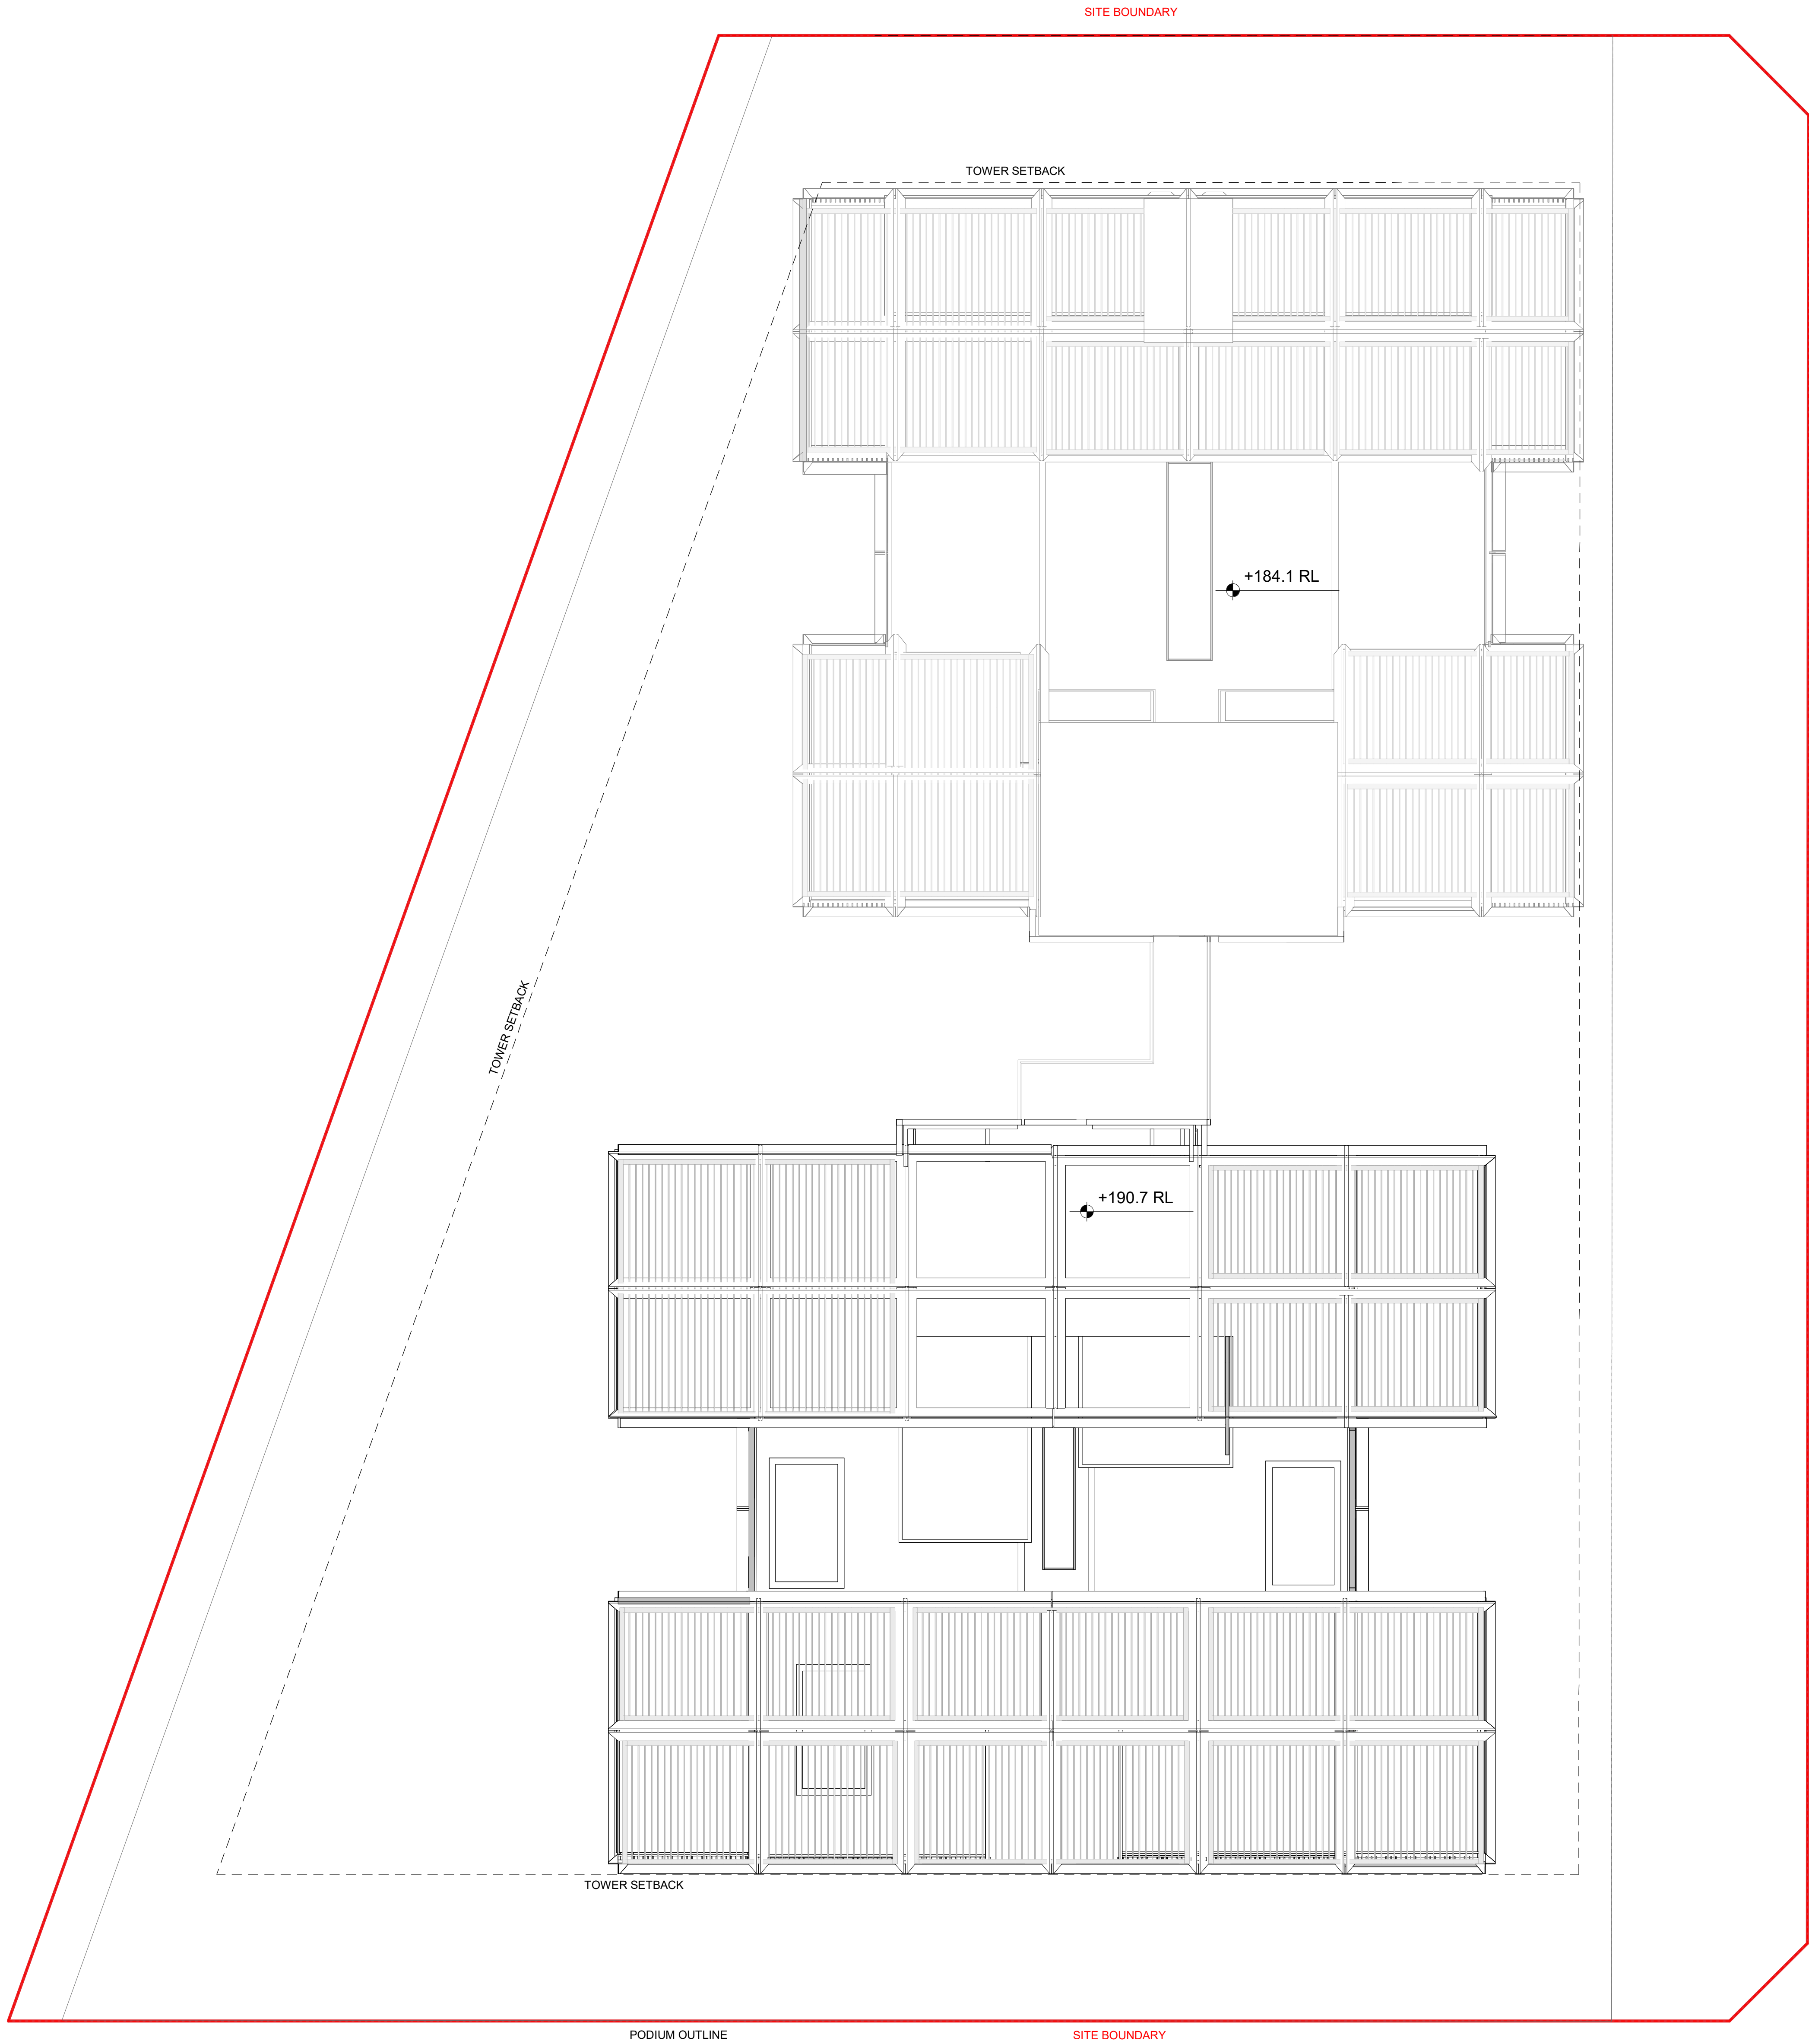 SITE BOUNDARY
TOWER SETBACK
+184.1 RL
TOWER SETBACK
+190.7 RL
TOWER SETBACK
PODIUM OUTLINE
SITE BOUNDARY